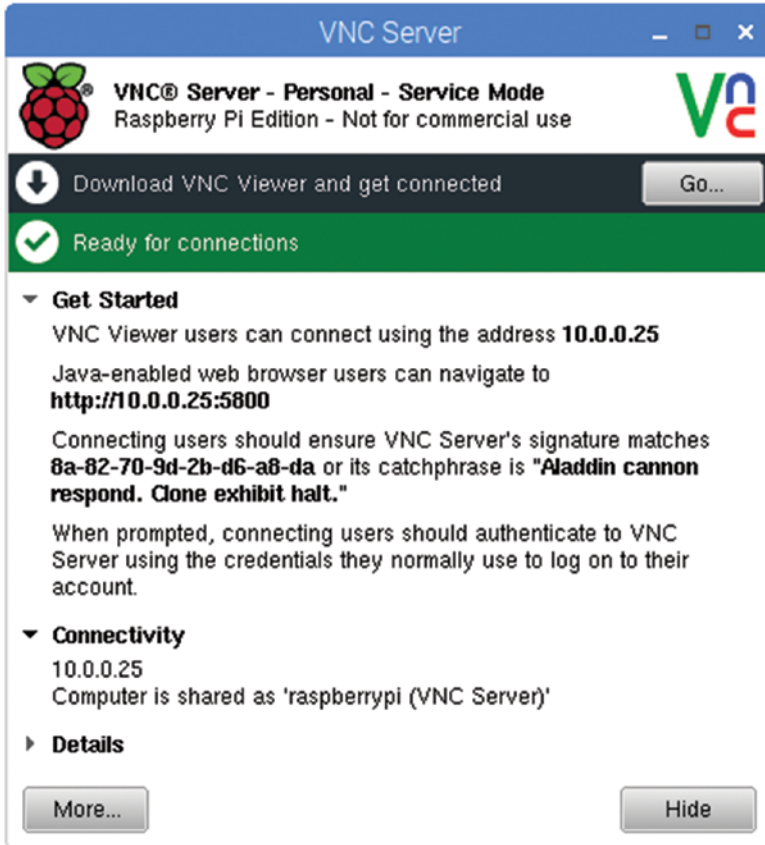 VNC Server
VNC® Server - Personal - Service Mode
Raspberry Pi Edition - Not for commercial use
®
Vnc
Download VNC Viewer and get connected
Go...
Ready for connections
Get Started
VNC Viewer users can connect using the address 10.0.0.25
Java-enabled web browser users can navigate to
http://10.0.0.25:5800
Connecting users should ensure VNC Server's signature matches
8a-82-70-9d-2b-d6-a8-da or its catchphrase is "Aladdin cannon
respond. Clone exhibit halt."
When prompted, connecting users should authenticate to VNC
Server using the credentials they normally use to log on to their
account.
Connectivity
10.0.0.25
Computer is shared as 'raspberrypi (VNC Server)'
Details
More...
Hide